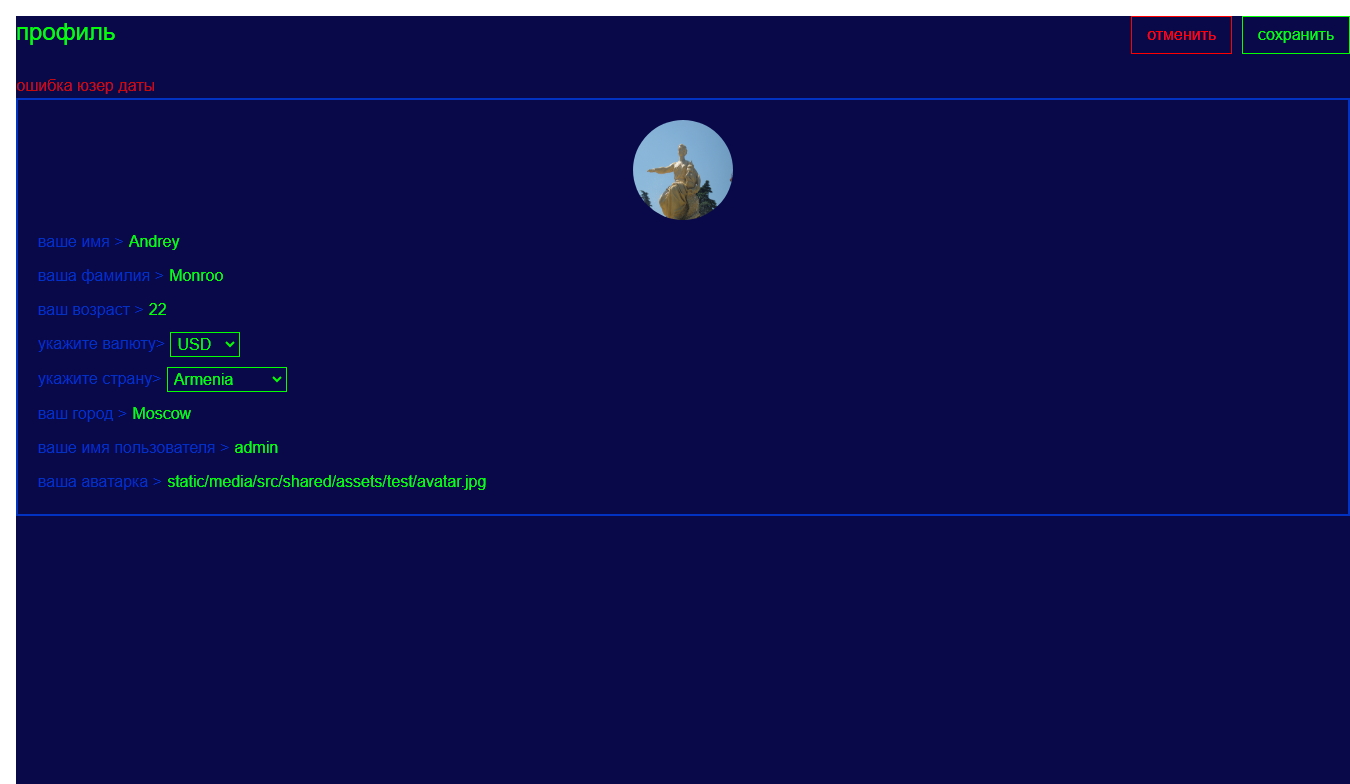 профиль
отменить
сохранить
ошибка юзер даты
ваше имя > Andrey
ваша фамилия > Monroo
ваш возраст > 22
укажите валюту> USD
укажите страну> Armenia
ваш город > Moscow
ваше имя пользователя > admin
ваша аватарка > static/media/src/shared/assets/test/avatar.jpg